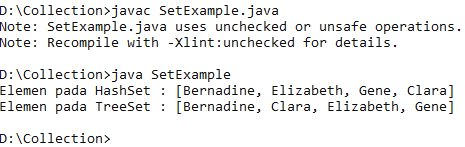 D:\Collection>javac SetExample.java
Note: SetExample.java uses unchecked or unsafe operations.
Note: Recompile with -Xlint:unchecked for details.
D:\Collection>java SetExample
Elemen pada HashSet : [Bernadine, Elizabeth, Gene, Clara]
Elemen pada TreeSet : [Bernadine, Clara, Elizabeth, Gene]
D:\Collection>